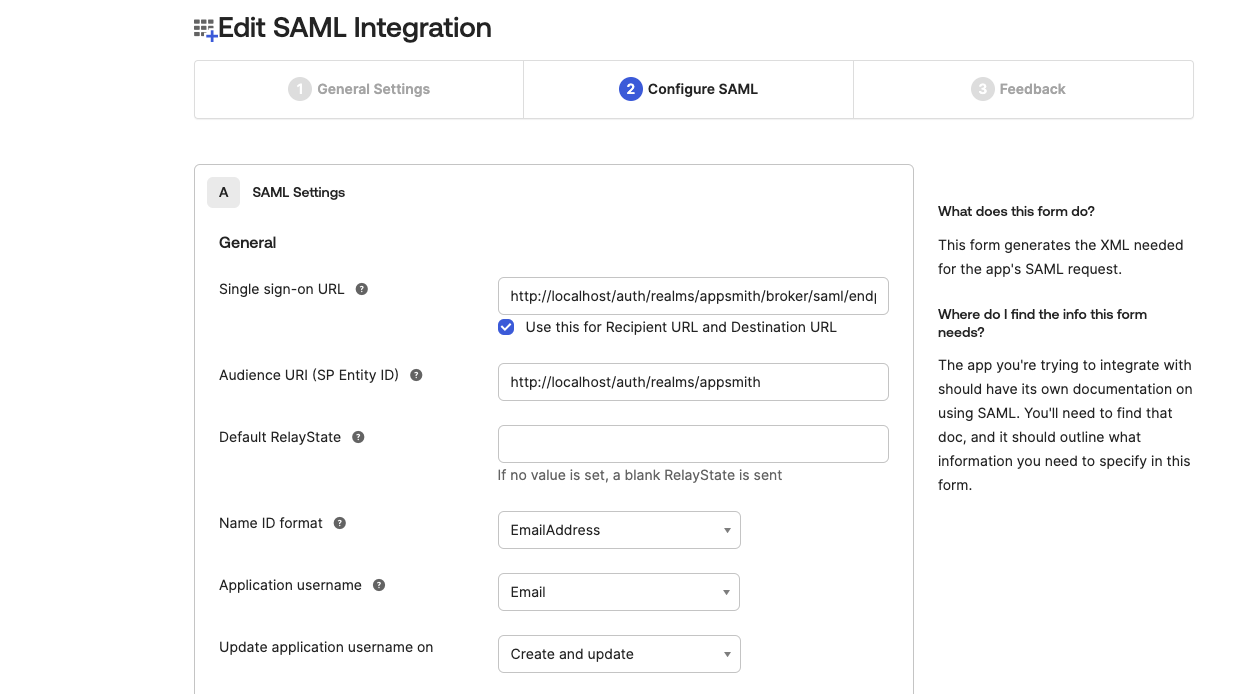 Edit SAML Integration
1 General Settings
2 Configure SAML
3 Feedback
A SAML Settings
General
Single sign-on URL ?
http://localhost/auth/realms/appsmith/broker/saml/end
Use this for Recipient URL and Destination URL
Audience URI (SP Entity ID) ?
http://localhost/auth/realms/appsmith
Default RelayState ?
If no value is set, a blank RelayState is sent
Name ID format ?
EmailAddress
Application username ?
Email
Update application username on
Create and update
What does this form do?
This form generates the XML needed
for the app's SAML request.
Where do I find the info this form
needs?
The app you're trying to integrate with
should have its own documentation on
using SAML. You'll need to find that
doc, and it should outline what
information you need to specify in this
form.